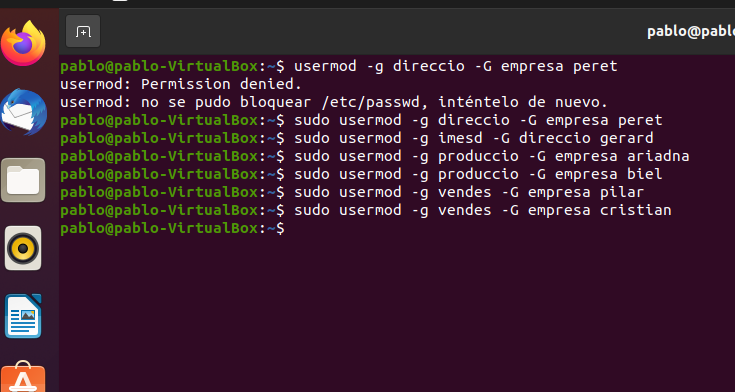 pablo@pabl
pablo@pablo-VirtualBox:~$ usermod -g direccio -G empresa peret
usermod: Permission denied.
usermod: no se pudo bloquear /etc/passwd, inténtelo de nuevo.
pablo@pablo-VirtualBox:~$ sudo usermod -g direccio -G empresa peret
pablo@pablo-VirtualBox:~$ sudo usermod -g imesd -G direccio gerard
pablo@pablo-VirtualBox:~$ sudo usermod -g produccio -G empresa ariadna
pablo@pablo-VirtualBox:~$ sudo usermod -g produccio -G empresa biel
pablo@pablo-VirtualBox:~$ sudo usermod -g vendes -G empresa pilar
pablo@pablo-VirtualBox:~$ sudo usermod -g vendes -G empresa cristian
pablo@pablo-VirtualBox:~$